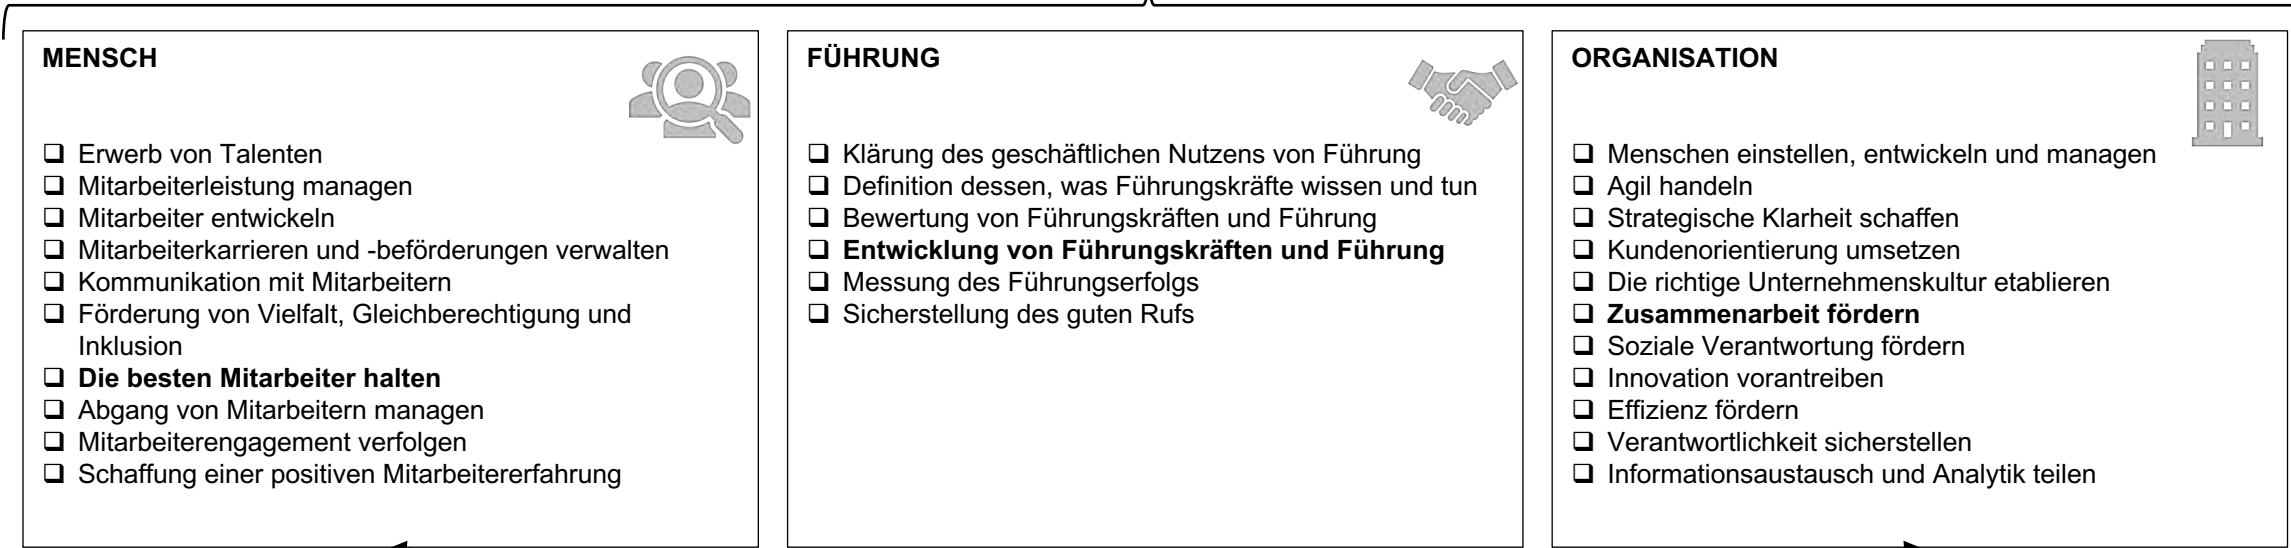 MENSCH
Erwerb von Talenten
Mitarbeiterleistung managen
Mitarbeiter entwickeln
Mitarbeiterkarrieren und -beförderungen verwalten
Kommunikation mit Mitarbeitern
Förderung von Vielfalt, Gleichberechtigung und
Inklusion
Die besten Mitarbeiter halten
Abgang von Mitarbeitern managen
Mitarbeiterengagement verfolgen
Schaffung einer positiven Mitarbeitererfahrung
FÜHRUNG
Klärung des geschäftlichen Nutzens von Führung
Definition dessen, was Führungskräfte wissen und tun
Bewertung von Führungskräften und Führung
Entwicklung von Führungskräften und Führung
Messung des Führungserfolgs
Sicherstellung des guten Rufs
ORGANISATION
Menschen einstellen, entwickeln und managen
Agil handeln
Strategische Klarheit schaffen
Kundenorientierung umsetzen
Die richtige Unternehmenskultur etablieren
Zusammenarbeit fördern
Soziale Verantwortung fördern
Innovation vorantreiben
Effizienz fördern
Verantwortlichkeit sicherstellen
Informationsaustausch und Analytik teilen